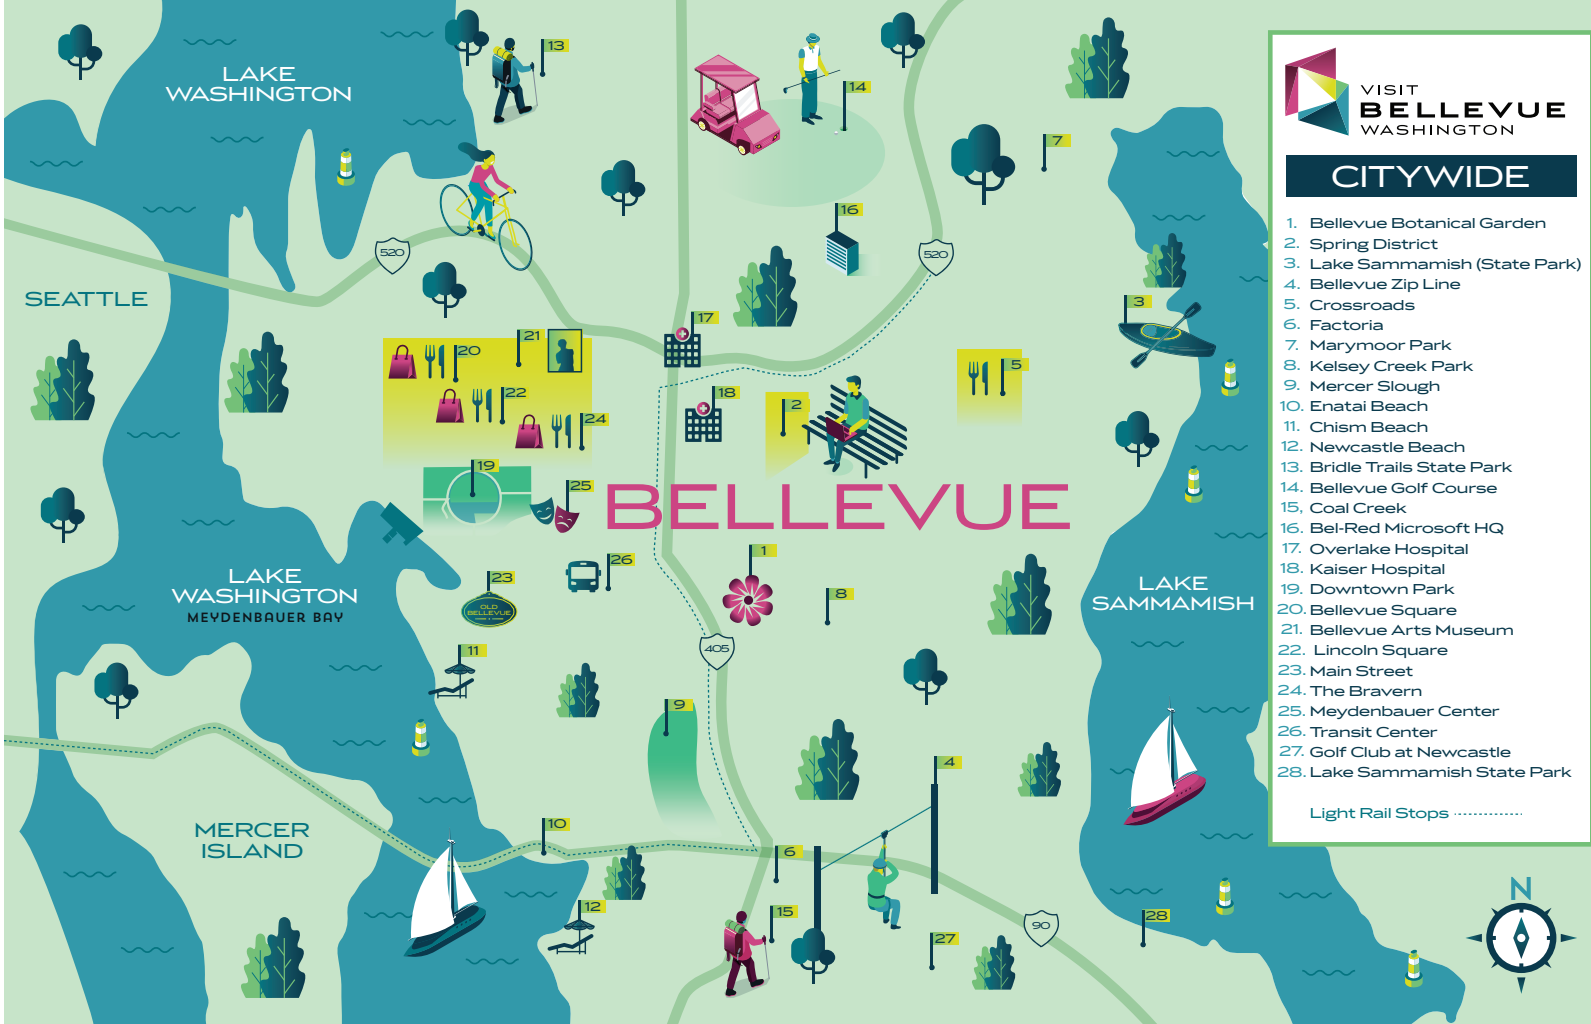 LAKE
WASHINGTON
13
14
7
16
520
520
SEATTLE
3
17
21
20
5
22
18
2
24
19
25
BELLEVUE
26
1
LAKE
WASHINGTON
MEYDENBAUER BAY
23
OLD
BELLEVUE
8
LAKE
SAMMAMISH
11
405
9
4
MERCER
ISLAND
10
6
12
15
28
90
27
N
VISIT
BELLEVUE
WASHINGTON
CITYWIDE
1. Bellevue Botanical Garden
2. Spring District
3. Lake Sammamish (State Park)
4. Bellevue Zip Line
5. Crossroads
6. Factoria
7. Marymoor Park
8. Kelsey Creek Park
9. Mercer Slough
10. Enatai Beach
11. Chism Beach
12. Newcastle Beach
13. Bridle Trails State Park
14. Bellevue Golf Course
15, Coal Creek
16. Bel-Red Microsoft HQ
17. Overlake Hospital
18. Kaiser Hospital
19. Downtown Park
20. Bellevue Square
21. Bellevue Arts Museum
22. Lincoln Square
23. Main Street
24. The Bravern
25. Meydenbauer Center
26. Transit Center
27. Golf Club at Newcastle
28. Lake Sammamish State Park
Light Rail Stops